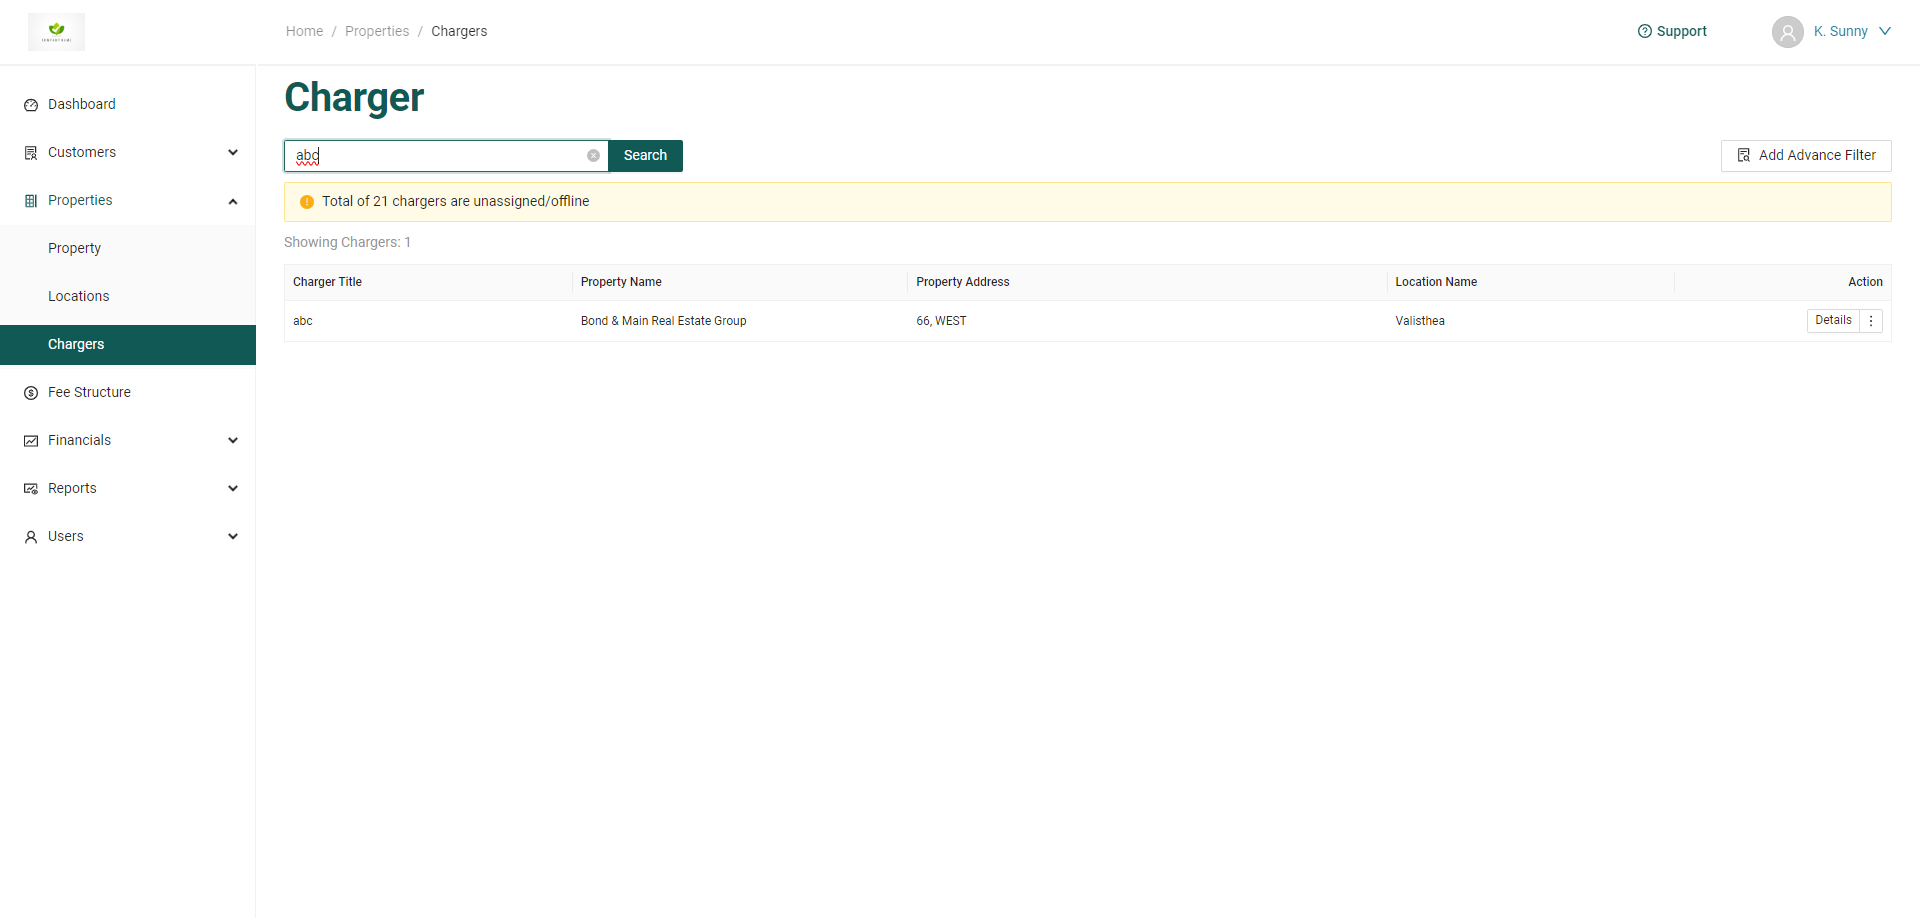 Home / Properties / Chargers
Support
K. Sunny
Dashboard
Customers
Properties
Property
Locations
Chargers
Fee Structure
Financials
Reports
Users
Charger
abc
Search
Add Advance Filter
Total of 21 chargers are unassigned/offline
Showing Chargers: 1
Charger Title Property Name Property Address Location Name Action
abc Bond & Main Real Estate Group 66, WEST Valisthea Details